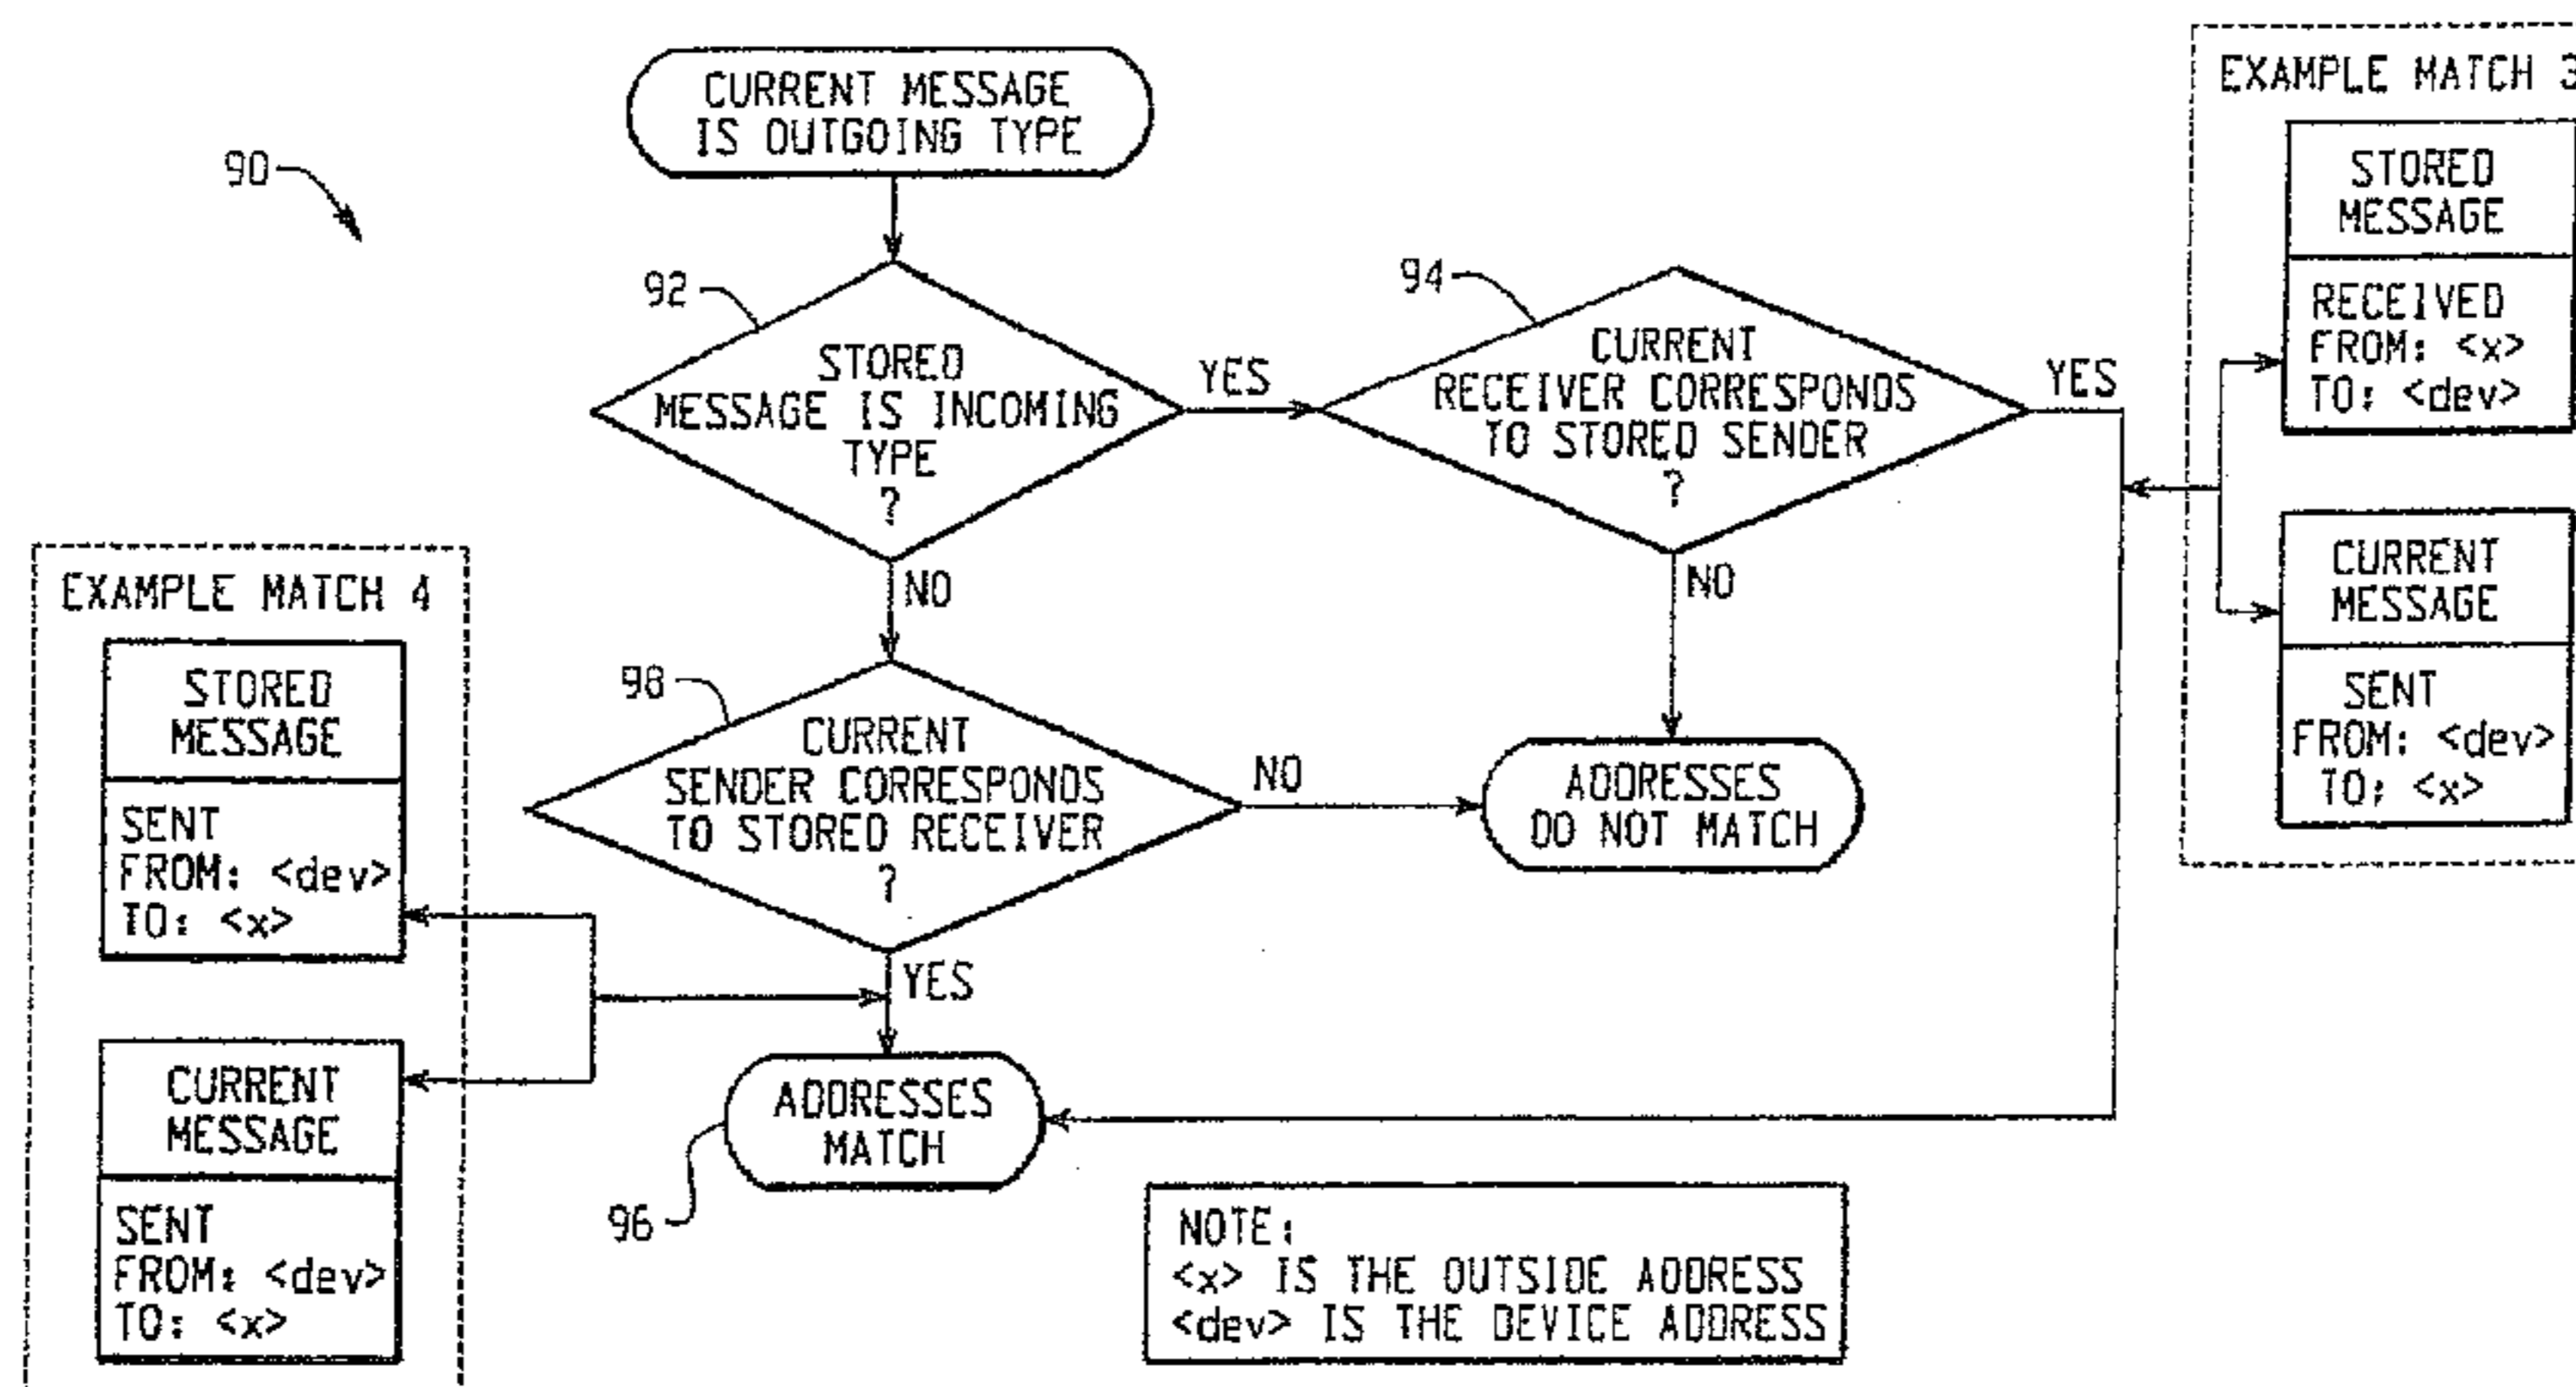 CURRENT MESSAGE
IS OUTGOING TYPE
90
92
STORED
MESSAGE IS INCOMING
TYPE
?
YES
NO
94
CURRENT
RECEIVER CORRESPONDS
TO STORED SENDER
?
YES
NO
EXAMPLE MATCH 3
STORED
MESSAGE
RECEIVED
FROM: <x>
TO: <dev>
CURRENT
MESSAGE
SENT
FROM: <dev>
TO: <x>
EXAMPLE MATCH 4
STORED
MESSAGE
SENT
FROM: <dev>
TO: <x>
CURRENT
MESSAGE
SENT
FROM: <dev>
TO: <x>
98
CURRENT
SENDER CORRESPONDS
TO STORED RECEIVER
?
NO
YES
ADDRESSES
DO NOT MATCH
ADDRESSES
MATCH
96
NOTE:
<x> IS THE OUTSIDE ADDRESS
<dev> IS THE DEVICE ADDRESS